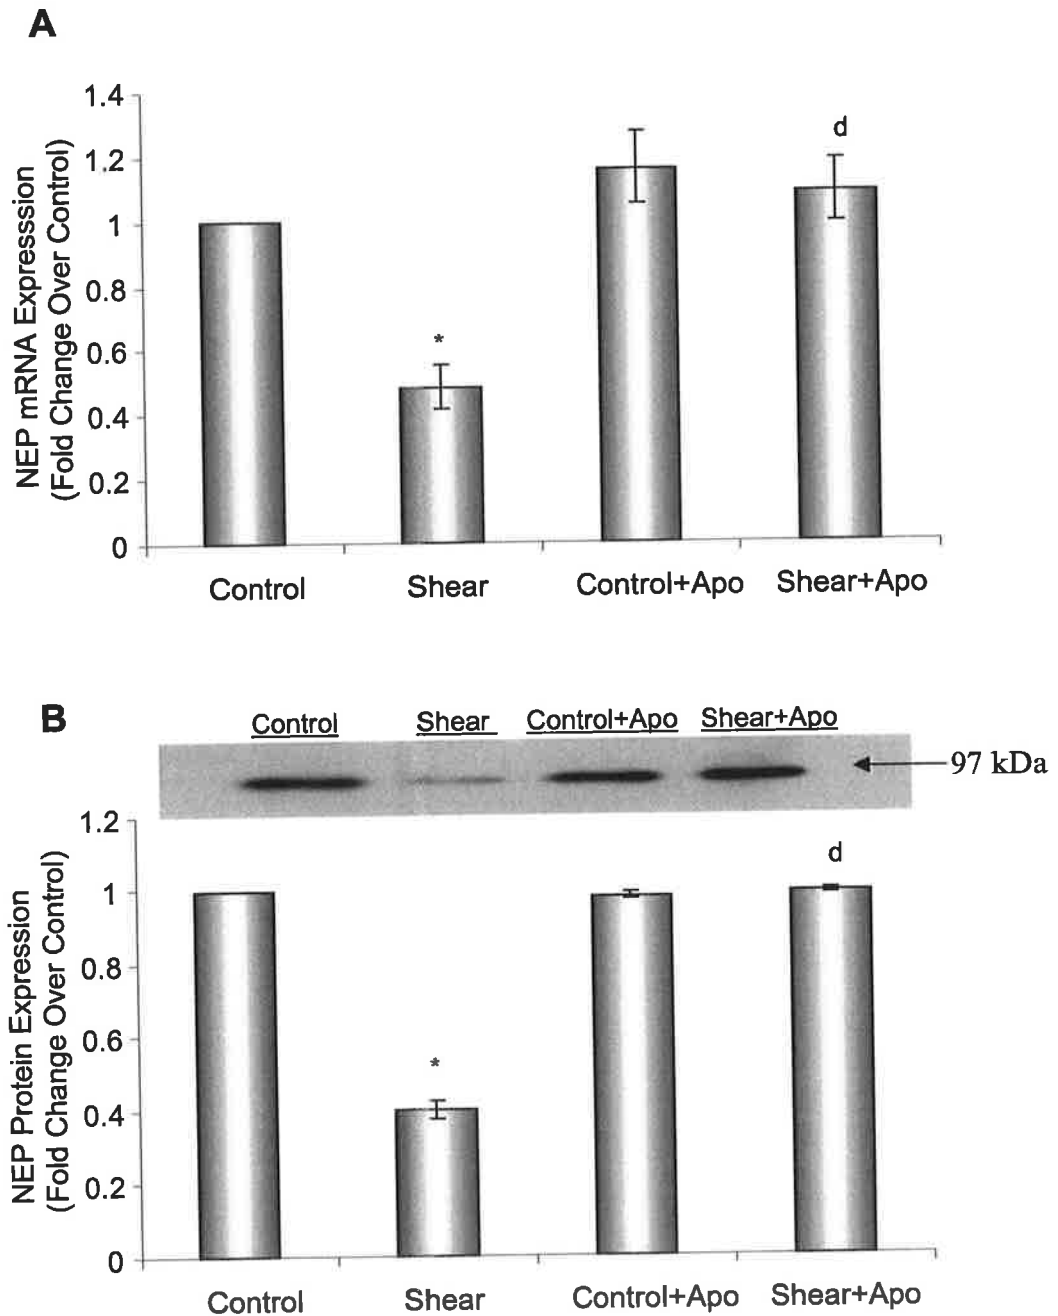 A
NEP mRNA Expresssion
(Fold Change Over Control)
1.4
1.2
1
0.8
0.6
0.4
0.2
0
*
d
Control Shear Control+Apo Shear+Apo
B
Control Shear Control+Apo Shear+Apo
97 kDa
NEP Protein Expression
(Fold Change Over Control)
1.2
1
0.8
0.6
0.4
0.2
0
*
d
Control Shear Control+Apo Shear+Apo